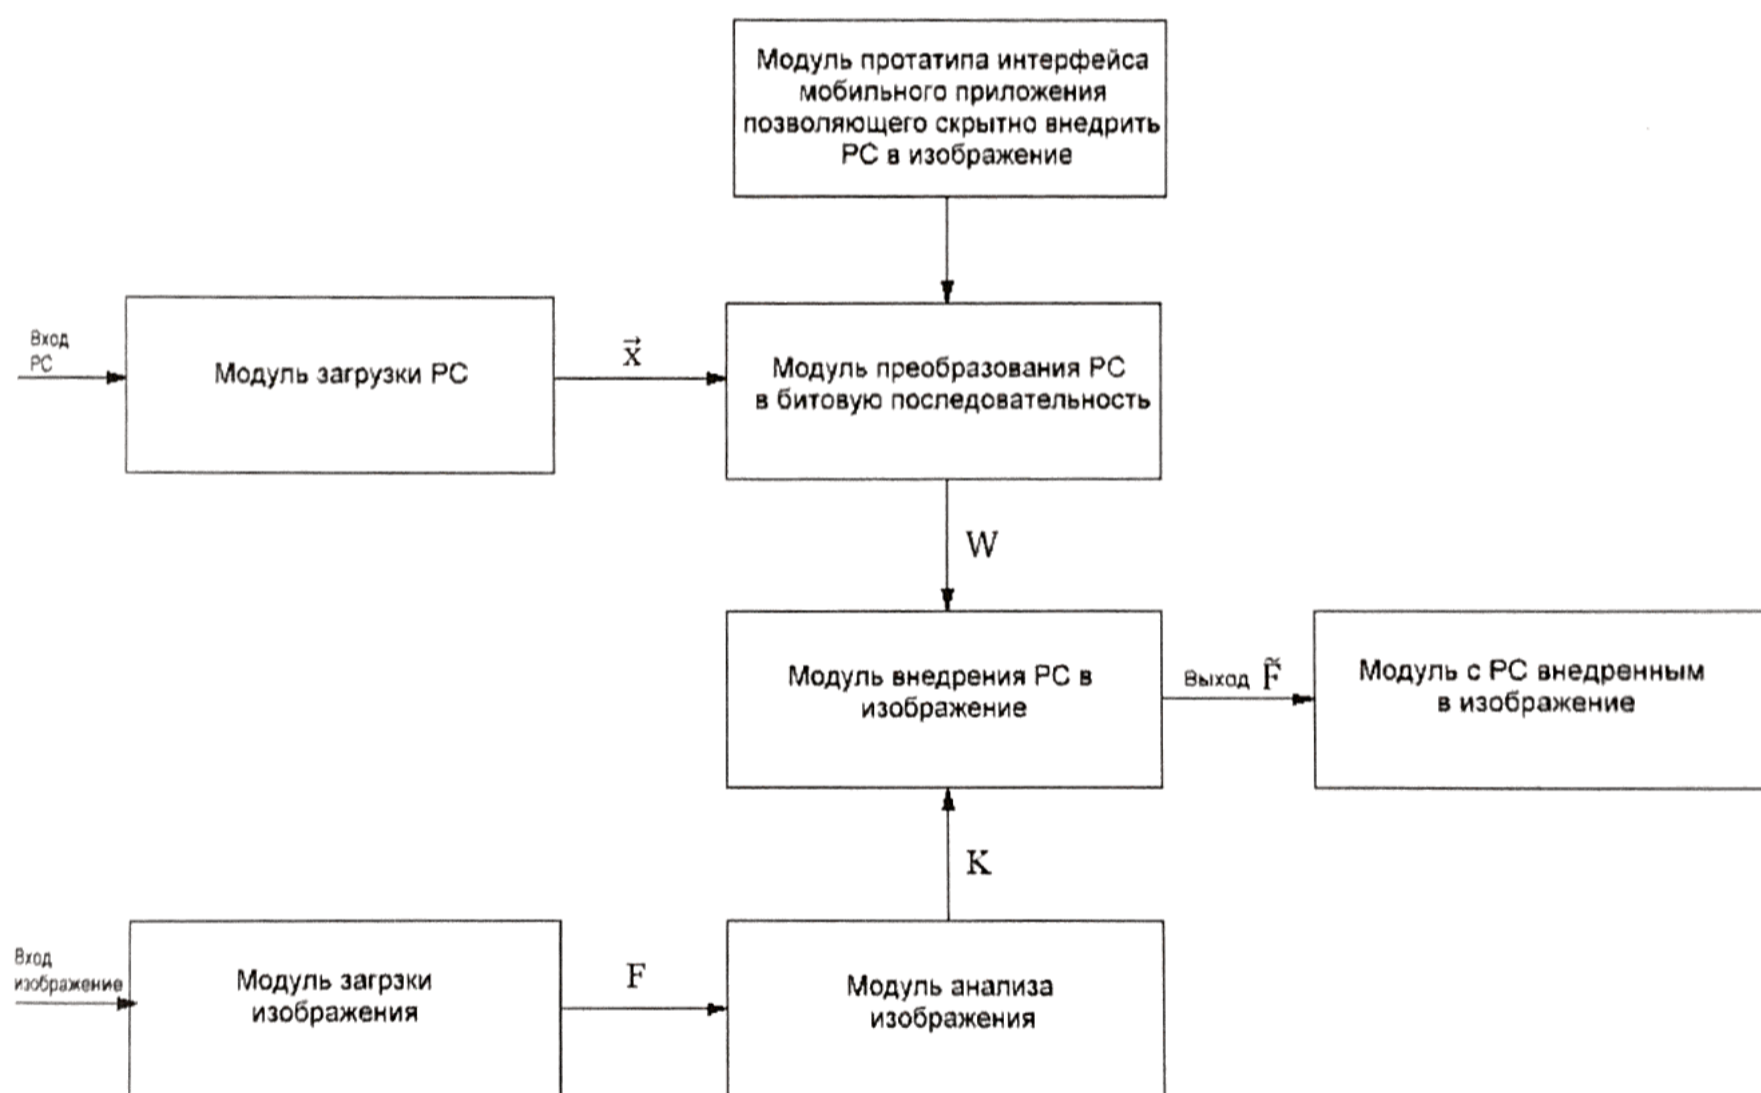 Модуль протатипа интерфейса
мобильного приложения
позволяющего скрытно внедрить
РС в изображение
Вход
РС
Модуль загрузки РС
x⃗
Модуль преобразования РС
в битовую последовательность
W
Модуль внедрения РС в
изображение
Выход F̃
Модуль с РС внедренным
в изображение
K
Вход
изображение
Модуль загрзки
изображения
F
Модуль анализа
изображения